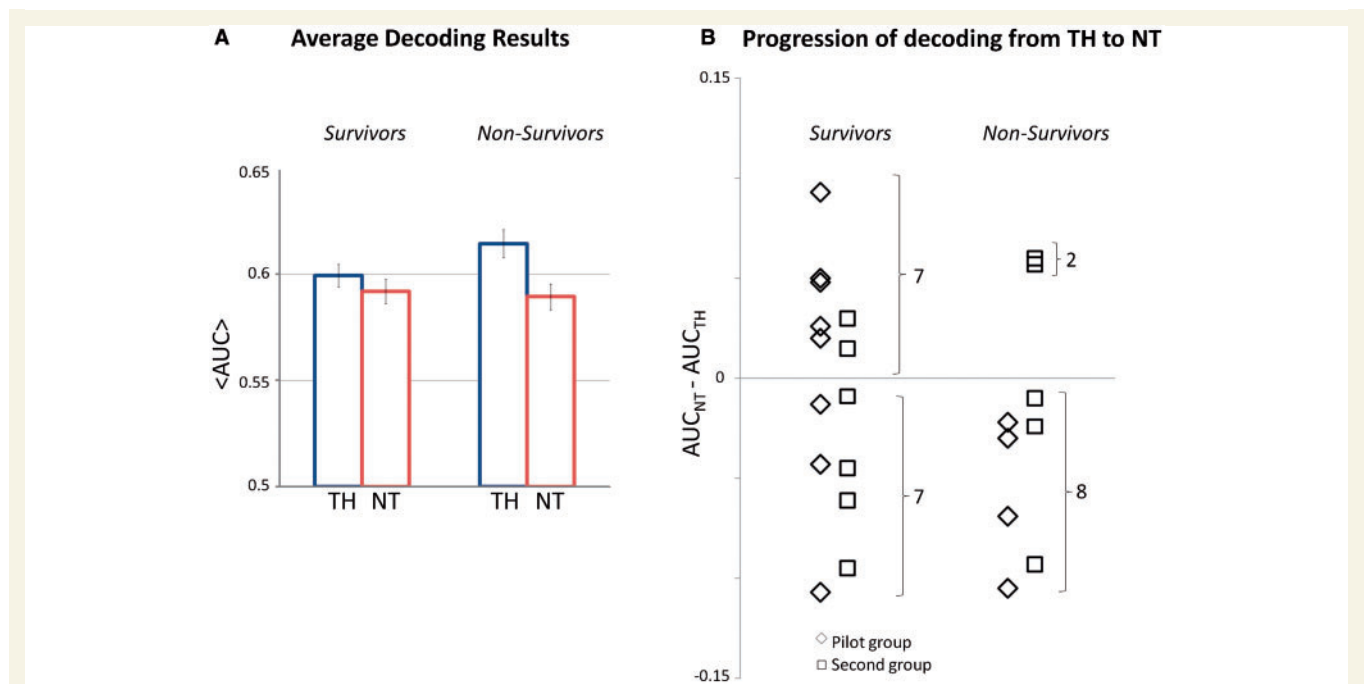 A Average Decoding Results
Survivors Non-Survivors
0.65
0.6
0.55
0.5
<AUC>
TH NT TH NT
B Progression of decoding from TH to NT
0.15
Survivors Non-Survivors
7
2
0
AUC_NT - AUC_TH
7
8
Pilot group
Second group
-0.15